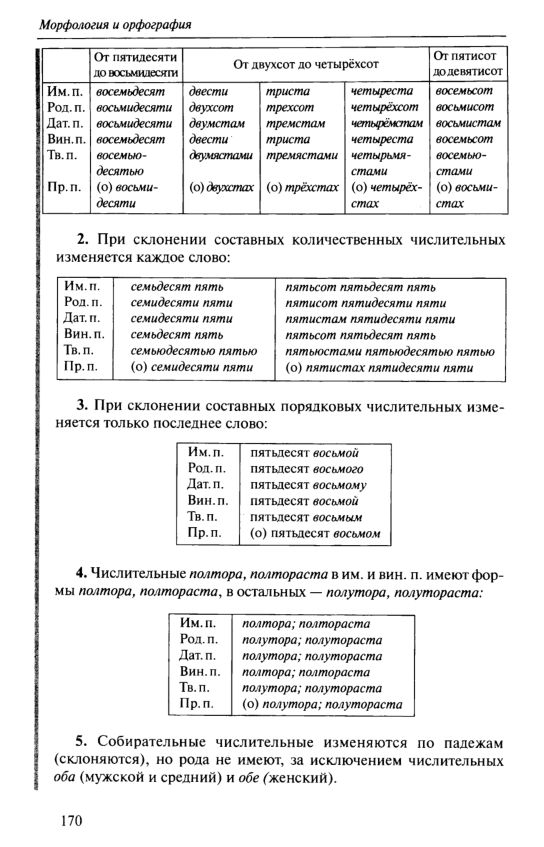 Морфология и орфография
От пятидесяти до восьмидесяти | От двухсот до четырёхсот | От пятисот до девятисот
Им. п. | восемьдесят | двести | триста | четыреста | восемьсот
Род. п. | восьмидесяти | двухсот | трехсот | четырёхсот | восьмисот
Дат. п. | восьмидесяти | двумстам | тремстам | четырёмстам | восьмистам
Вин. п. | восемьдесят | двести | триста | четыреста | восемьсот
Тв. п. | восемью- | двумястами | тремястами | четырьмя- | восемью-
десятью | стами | стами
Пр. п. | (о) восьми- | (о) двухстах | (о) трёхстах | (о) четырёх- | (о) восьми-
десяти | стах | стах
2. При склонении составных количественных числительных
изменяется каждое слово:
Им. п. | семьдесят пять | пятьсот пятьдесят пять
Род. п. | семидесяти пяти | пятисот пятидесяти пяти
Дат. п. | семидесяти пяти | пятистам пятидесяти пяти
Вин. п. | семьдесят пять | пятьсот пятьдесят пять
Тв. п. | семьюдесятью пятью | пятьюстами пятьюдесятью пятью
Пр. п. | (о) семидесяти пяти | (о) пятистах пятидесяти пяти
3. При склонении составных порядковых числительных изме-
няется только последнее слово:
Им. п. | пятьдесят восьмой
Род. п. | пятьдесят восьмого
Дат. п. | пятьдесят восьмому
Вин. п. | пятьдесят восьмой
Тв. п. | пятьдесят восьмым
Пр. п. | (о) пятьдесят восьмом
4. Числительные полтора, полтораста в им. и вин. п. имеют фор-
мы полтора, полтораста, в остальных — полутора, полутораста:
Им. п. | полтора; полтораста
Род. п. | полутора; полутораста
Дат. п. | полутора; полутораста
Вин. п. | полтора; полтораста
Тв. п. | полутора; полутораста
Пр. п. | (о) полутора; полутораста
5. Собирательные числительные изменяются по падежам
(склоняются), но рода не имеют, за исключением числительных
оба (мужской и средний) и обе (женский).
170